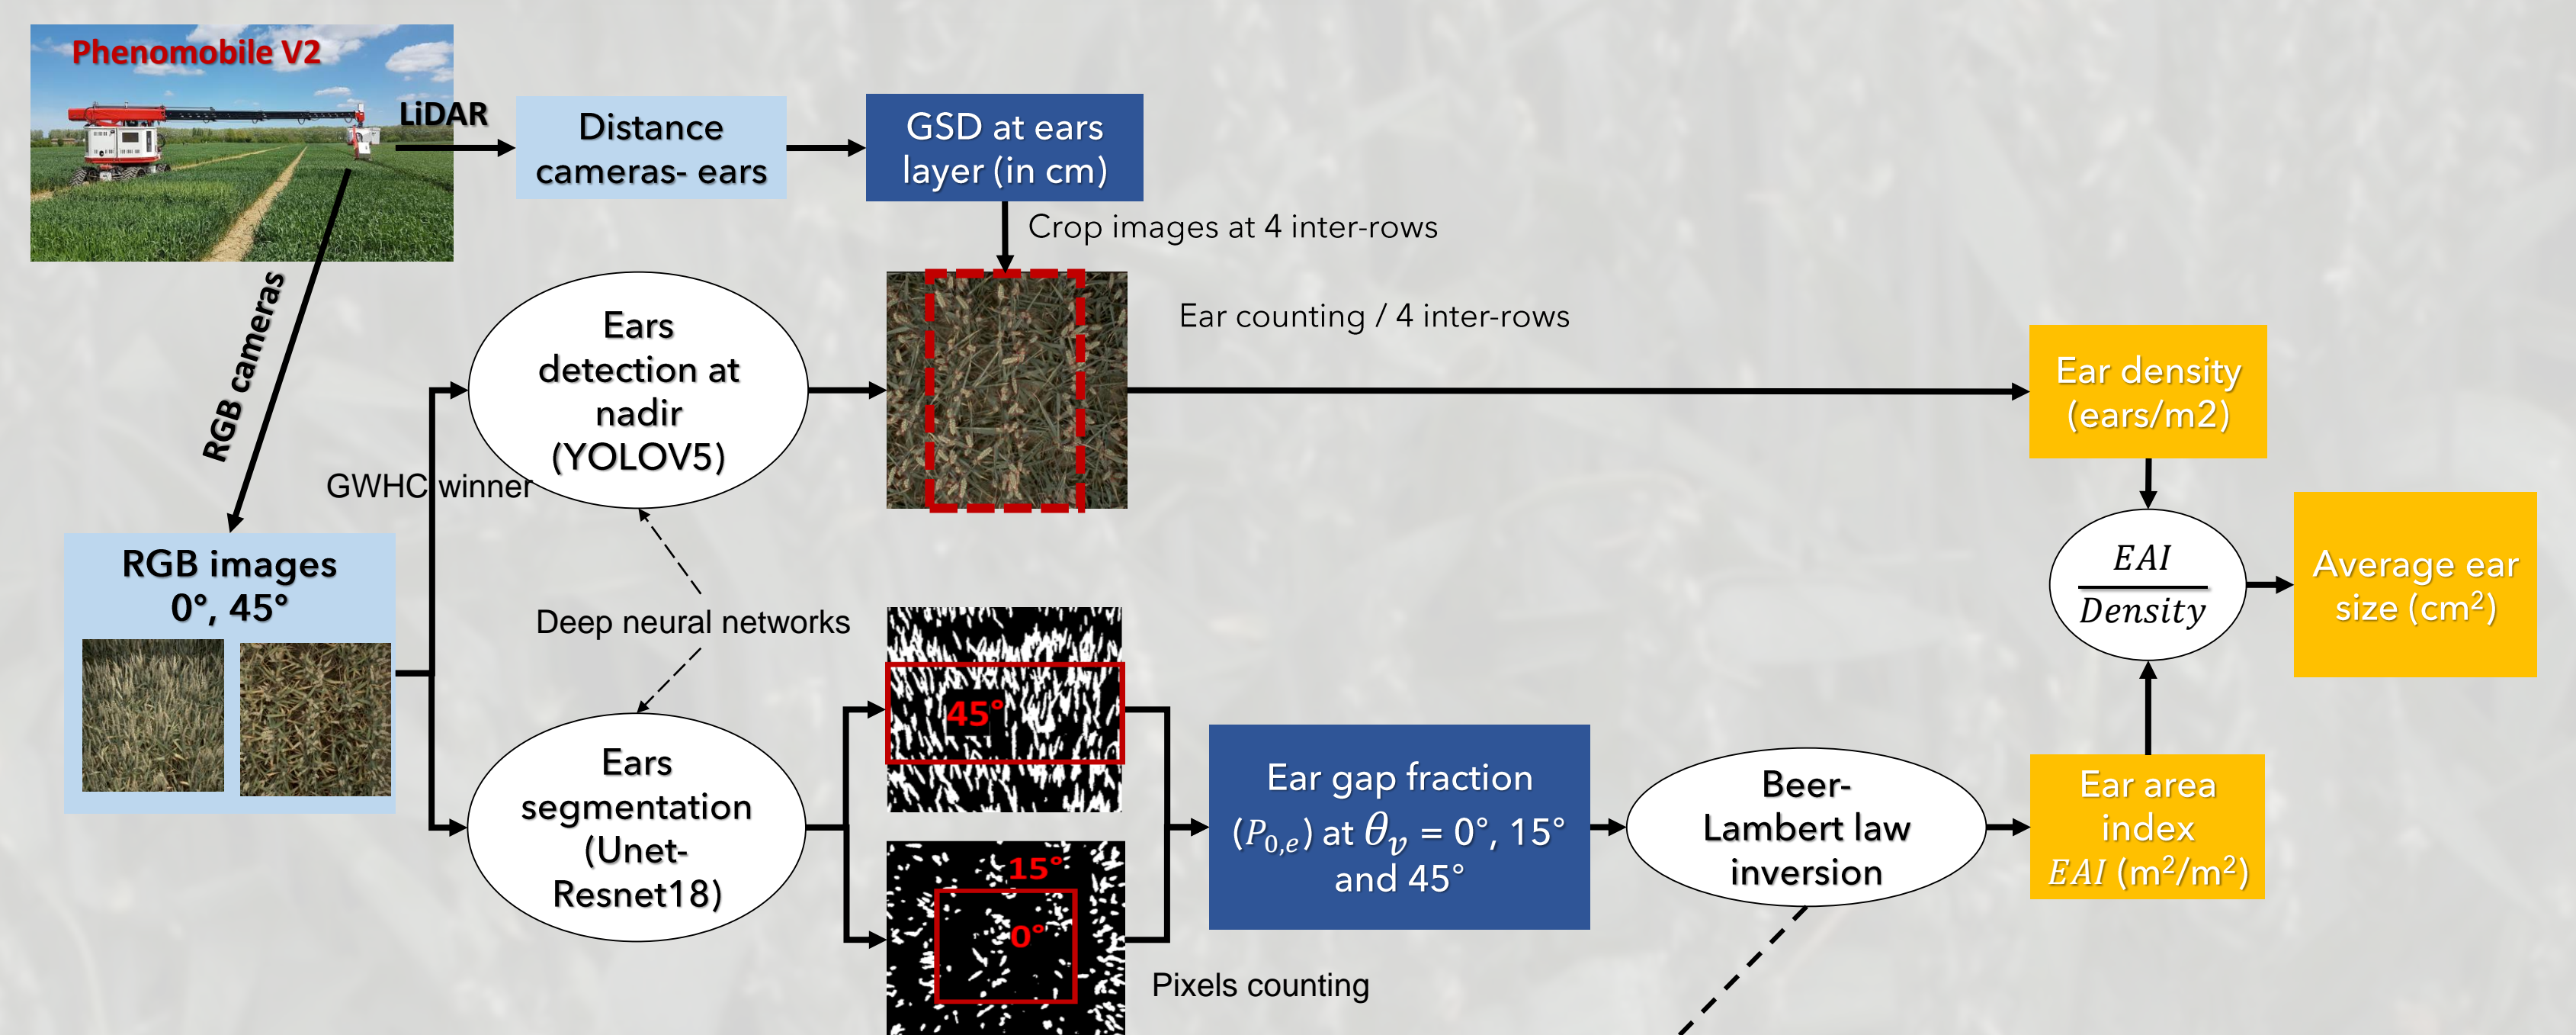 Phenomobile V2
LiDAR
Distance
cameras- ears
GSD at ears
layer (in cm)
Crop images at 4 inter-rows
RGB cameras
Ears
detection at
nadir
(YOLOV5)
Ear counting / 4 inter-rows
Ear density
(ears/m2)
GWHC winner
RGB images
0°, 45°
Deep neural networks
EAI
Density
Average ear
size (cm²)
Ears
segmentation
(Unet-
Resnet18)
45°
15°
0°
Pixels counting
Ear gap fraction
(P₀,ₑ) at θᵥ = 0°, 15°
and 45°
Beer-
Lambert law
inversion
Ear area
index
EAI (m²/m²)